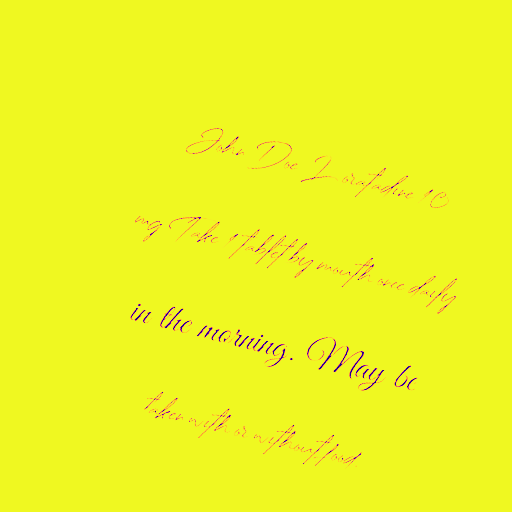 John Doe Loratadine 10
mg Take 1 tablet by mouth once daily
in the morning. May be
taken with or without food.